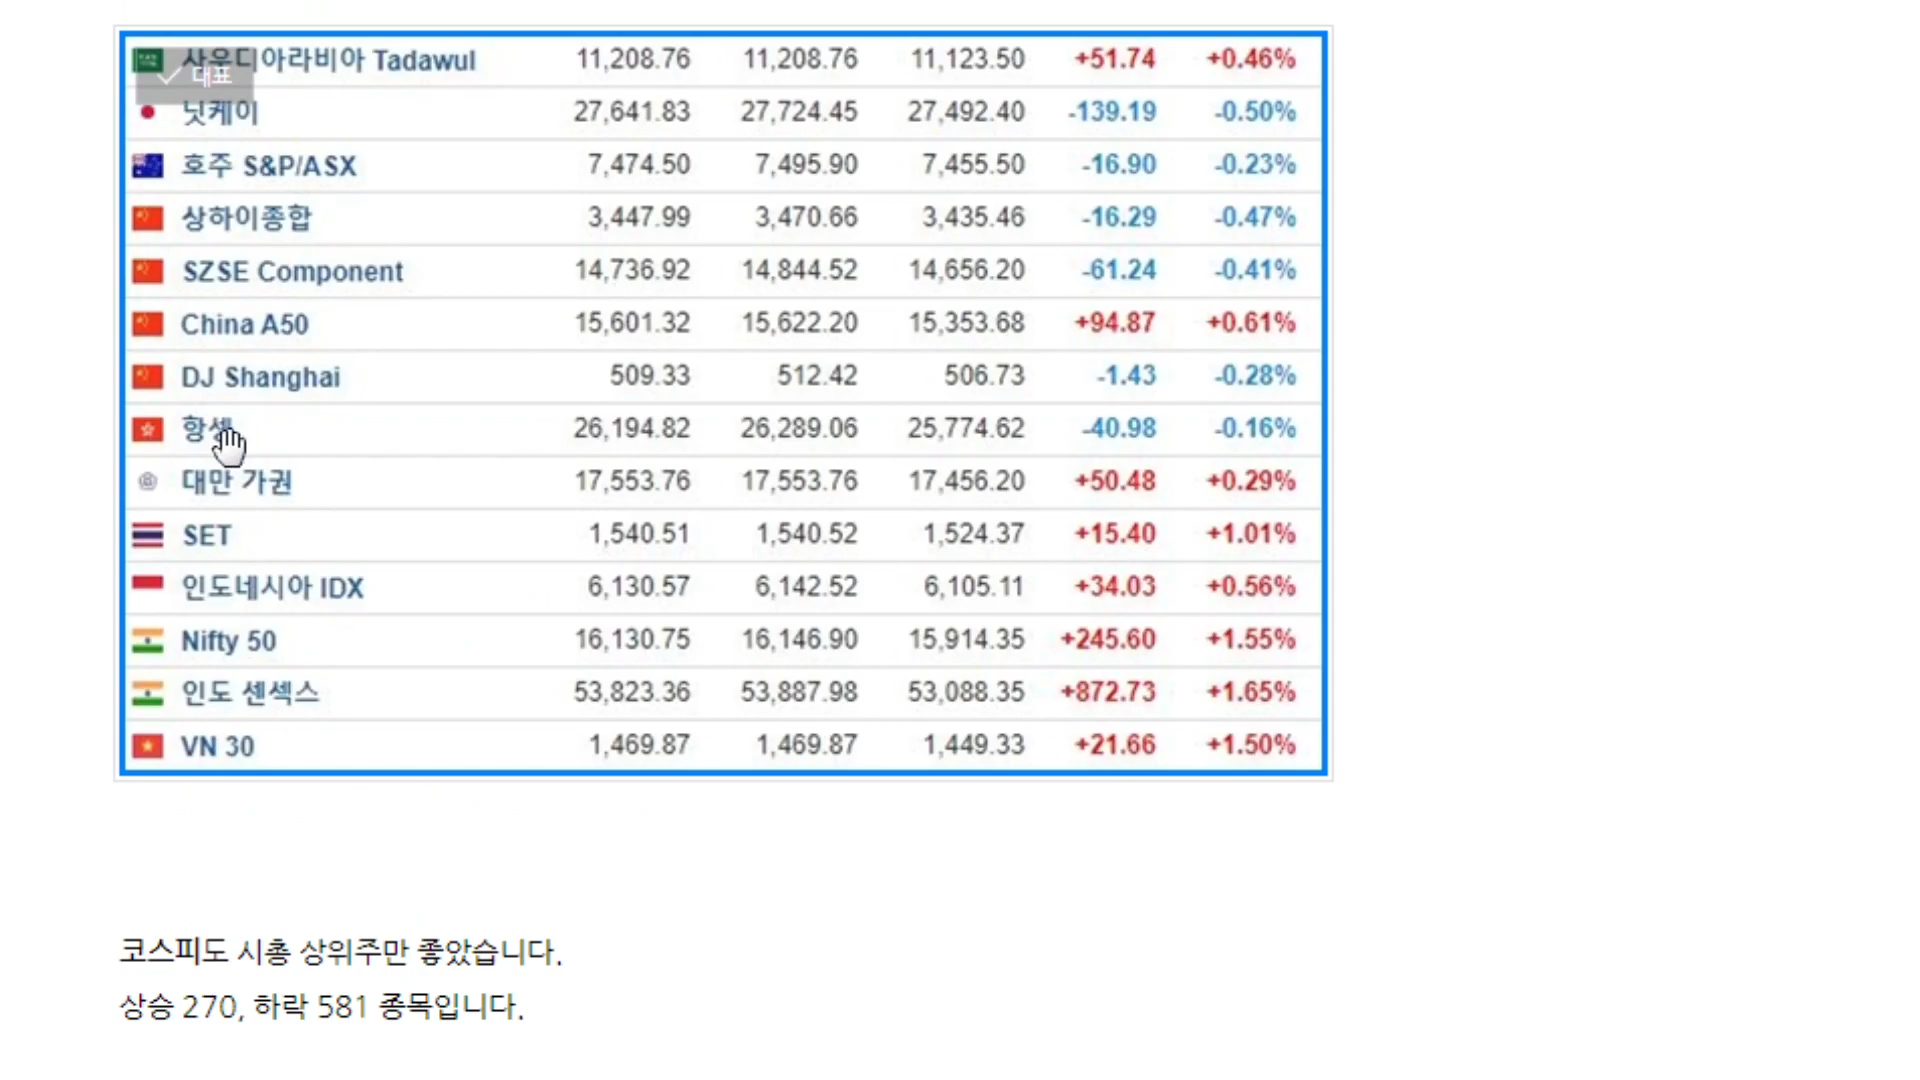 사우디아라비아 Tadawul 11,208.76 11,208.76 11,123.50 +51.74 +0.46%
대표
닛케이 27,641.83 27,724.45 27,492.40 -139.19 -0.50%
호주 S&P/ASX 7,474.50 7,495.90 7,455.50 -16.90 -0.23%
상하이종합 3,447.99 3,470.66 3,435.46 -16.29 -0.47%
SZSE Component 14,736.92 14,844.52 14,656.20 -61.24 -0.41%
China A50 15,601.32 15,622.20 15,353.68 +94.87 +0.61%
DJ Shanghai 509.33 512.42 506.73 -1.43 -0.28%
항셍 26,194.82 26,289.06 25,774.62 -40.98 -0.16%
대만 가권 17,553.76 17,553.76 17,456.20 +50.48 +0.29%
SET 1,540.51 1,540.52 1,524.37 +15.40 +1.01%
인도네시아 IDX 6,130.57 6,142.52 6,105.11 +34.03 +0.56%
Nifty 50 16,130.75 16,146.90 15,914.35 +245.60 +1.55%
인도 센섹스 53,823.36 53,887.98 53,088.35 +872.73 +1.65%
VN 30 1,469.87 1,469.87 1,449.33 +21.66 +1.50%
코스피도 시총 상위주만 좋았습니다.
상승 270, 하락 581 종목입니다.